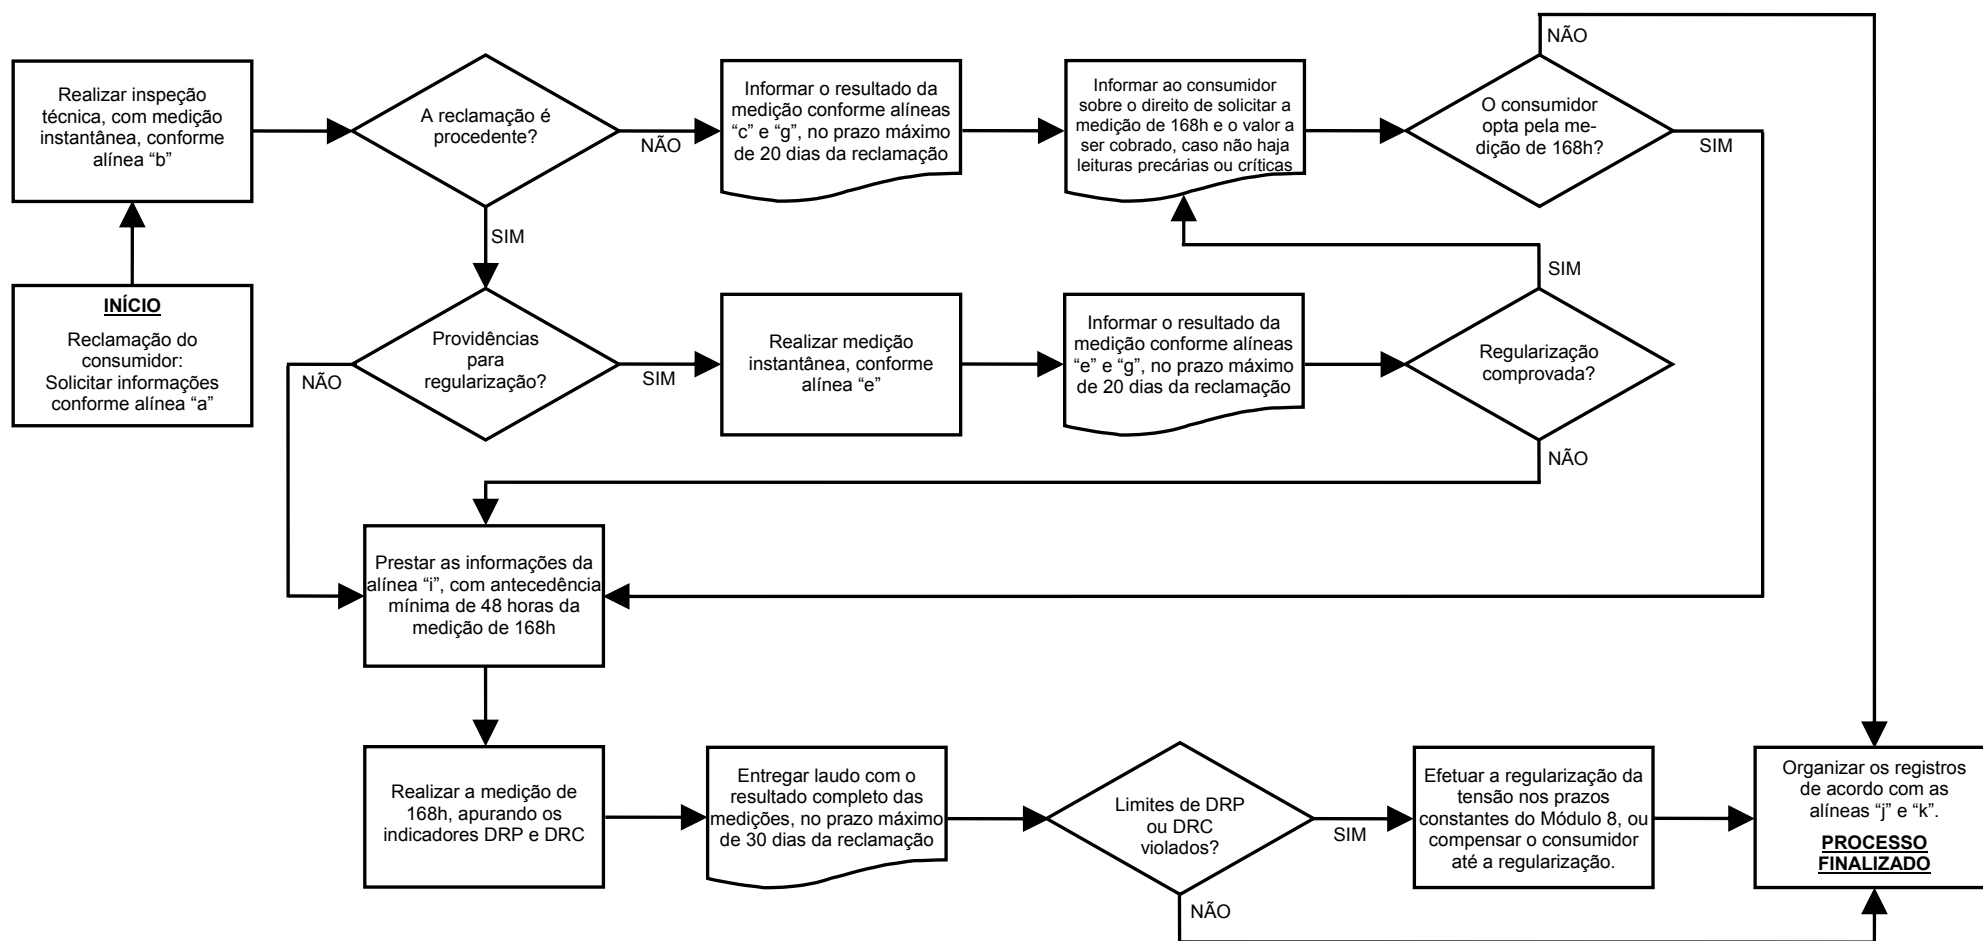 INÍCIO
Reclamação do
consumidor:
Solicitar informações
conforme alínea “a”
Realizar inspeção
técnica, com medição
instantânea, conforme
alínea “b”
A reclamação é
procedente?
NÃO
SIM
Informar o resultado da
medição conforme alíneas
“c” e “g”, no prazo máximo
de 20 dias da reclamação
Informar ao consumidor
sobre o direito de solicitar a
medição de 168h e o valor a
ser cobrado, caso não haja
leituras precárias ou críticas
O consumidor
opta pela me-
dição de 168h?
NÃO
SIM
Providências
para
regularização?
NÃO
SIM
Realizar medição
instantânea, conforme
alínea “e”
Informar o resultado da
medição conforme alíneas
“e” e “g”, no prazo máximo
de 20 dias da reclamação
Regularização
comprovada?
SIM
NÃO
Prestar as informações da
alínea “i”, com antecedência
mínima de 48 horas da
medição de 168h
Realizar a medição de
168h, apurando os
indicadores DRP e DRC
Entregar laudo com o
resultado completo das
medições, no prazo máximo
de 30 dias da reclamação
Limites de DRP
ou DRC
violados?
SIM
NÃO
Efetuar a regularização da
tensão nos prazos
constantes do Módulo 8, ou
compensar o consumidor
até a regularização.
Organizar os registros
de acordo com as
alíneas “j” e “k”.
PROCESSO
FINALIZADO